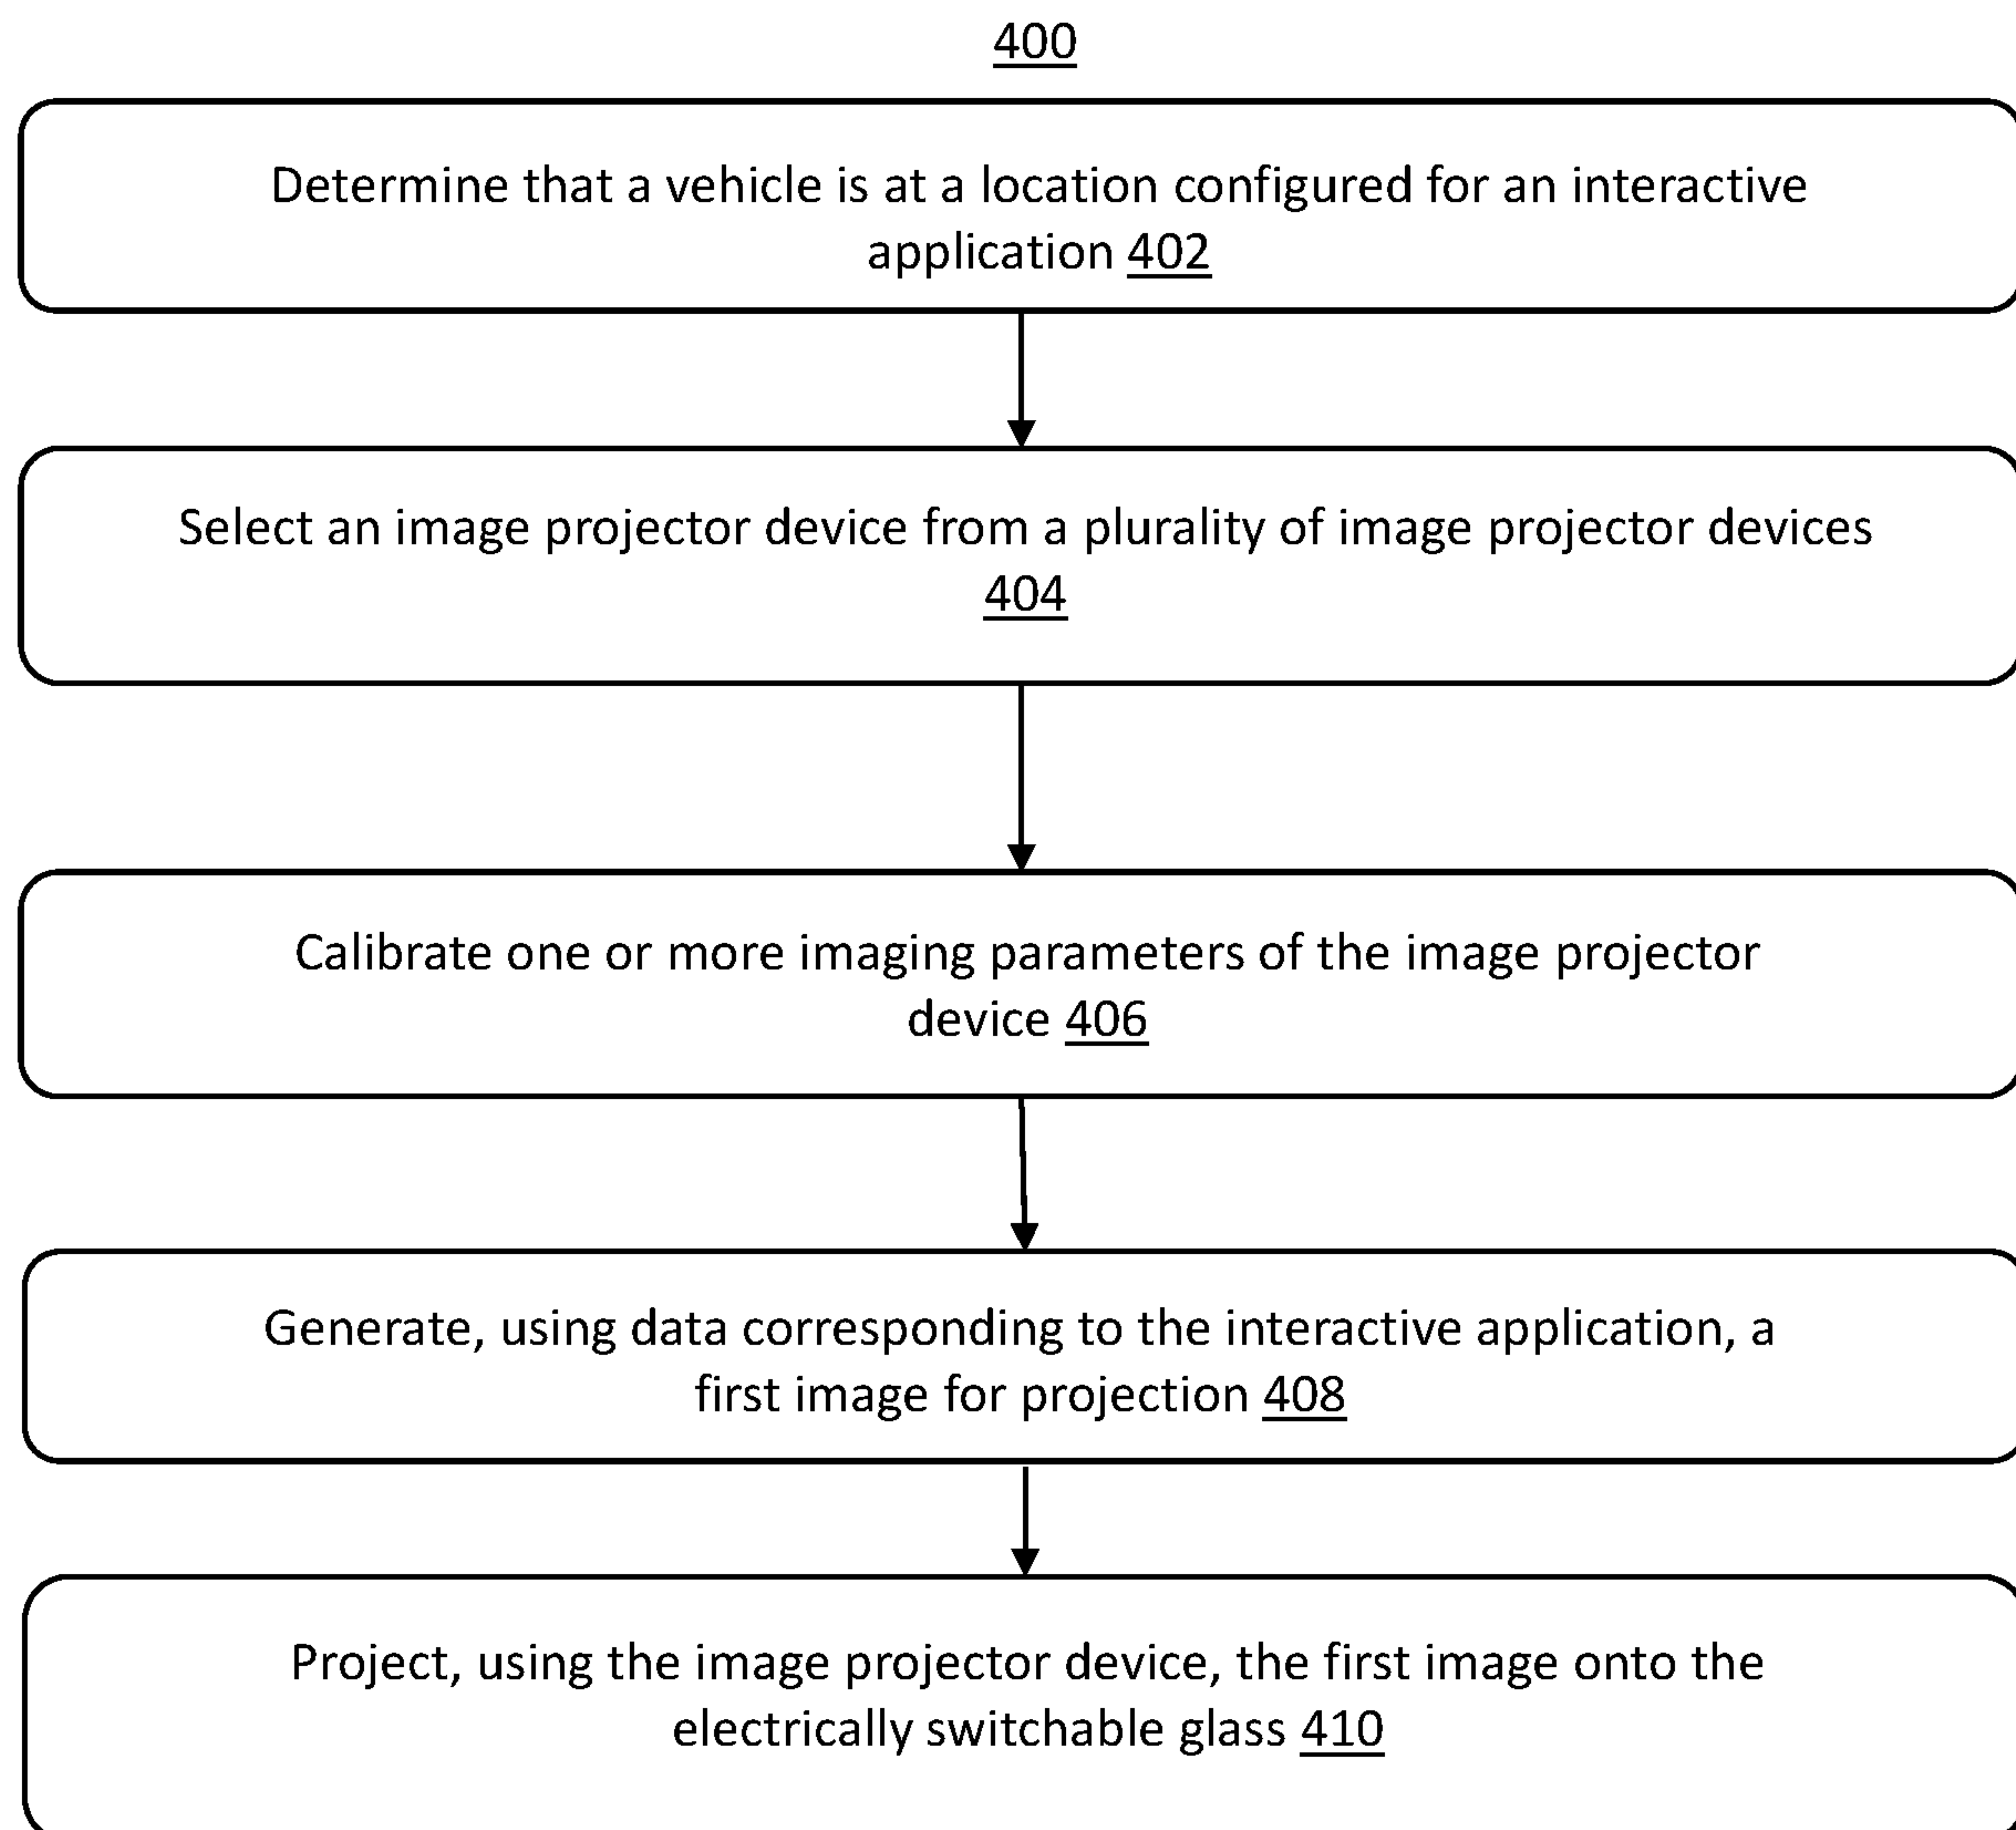 400
Determine that a vehicle is at a location configured for an interactive
application 402
Select an image projector device from a plurality of image projector devices
404
Calibrate one or more imaging parameters of the image projector
device 406
Generate, using data corresponding to the interactive application, a
first image for projection 408
Project, using the image projector device, the first image onto the
electrically switchable glass 410